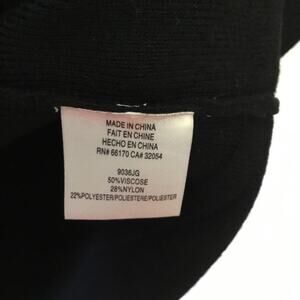 MADE IN CHINA
FAIT EN CHINE
HECHO EN CHINA
RN# 66170 CA# 32054
9036JG
50%VISCOSE
28%NYLON
22%POLYESTER/POLIESTERE/POLIESTER